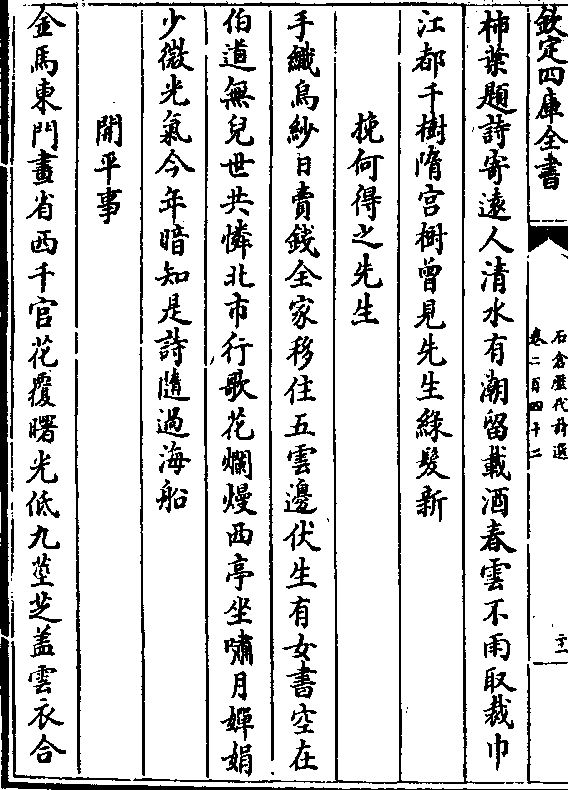 欽定四庫全書
石倉歷代詩選
卷二百四十二
柿葉題詩寄遠人清水有潮留載酒春雲不雨取裁巾
江都千樹隋宮樹曾見先生綠髮新
挽何得之先生
手織烏紗日賣錢全家移住五雲邊伏生有女書空在
伯道無兒世共憐北市行歌花爛熳西亭坐嘯月嬋娟
少微光氣今年暗知是詩隨過海船
開平事
金馬東門畫省西千官花覆曙光低九莖芝盖雲衣合